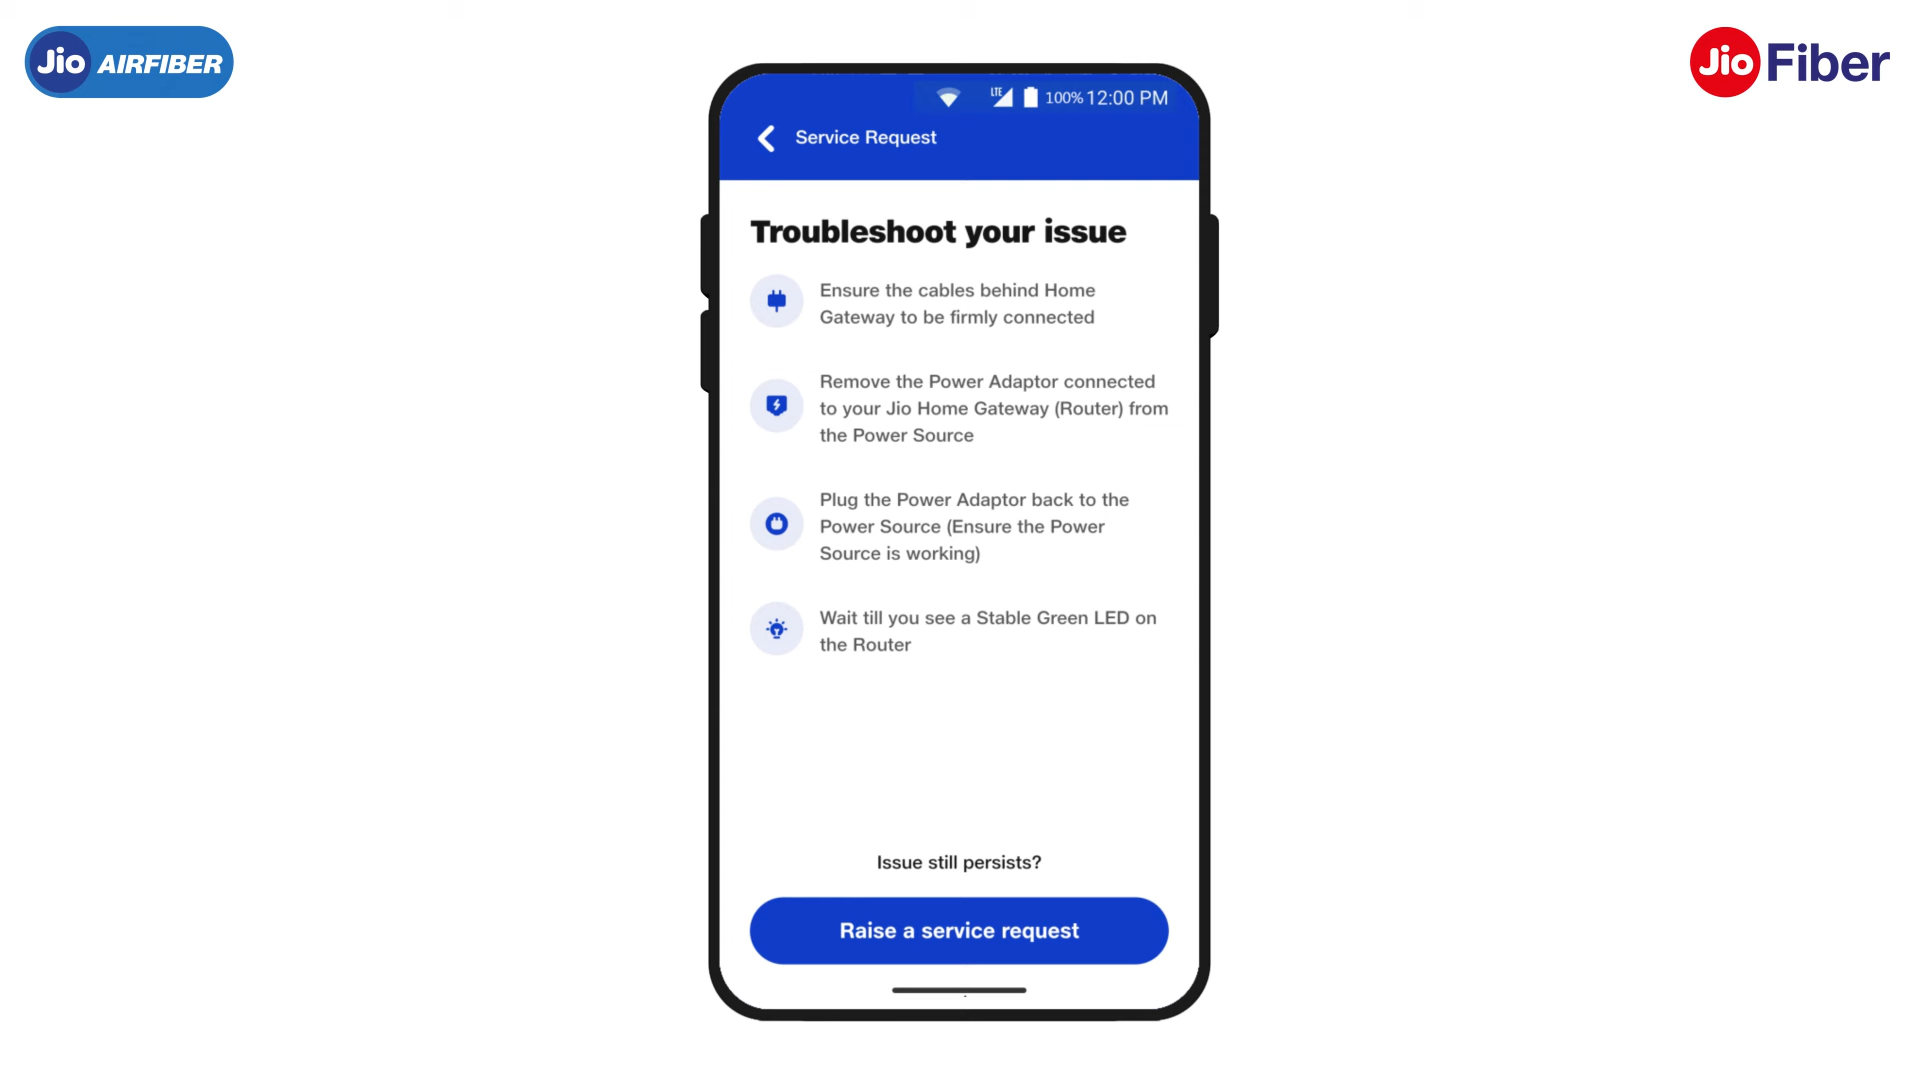 Jio AIRFIBER
Jio Fiber
LTE 100% 12:00 PM
Service Request
Troubleshoot your issue
Ensure the cables behind Home
Gateway to be firmly connected
Remove the Power Adaptor connected
to your Jio Home Gateway (Router) from
the Power Source
Plug the Power Adaptor back to the
Power Source (Ensure the Power
Source is working)
Wait till you see a Stable Green LED on
the Router
Issue still persists?
Raise a service request